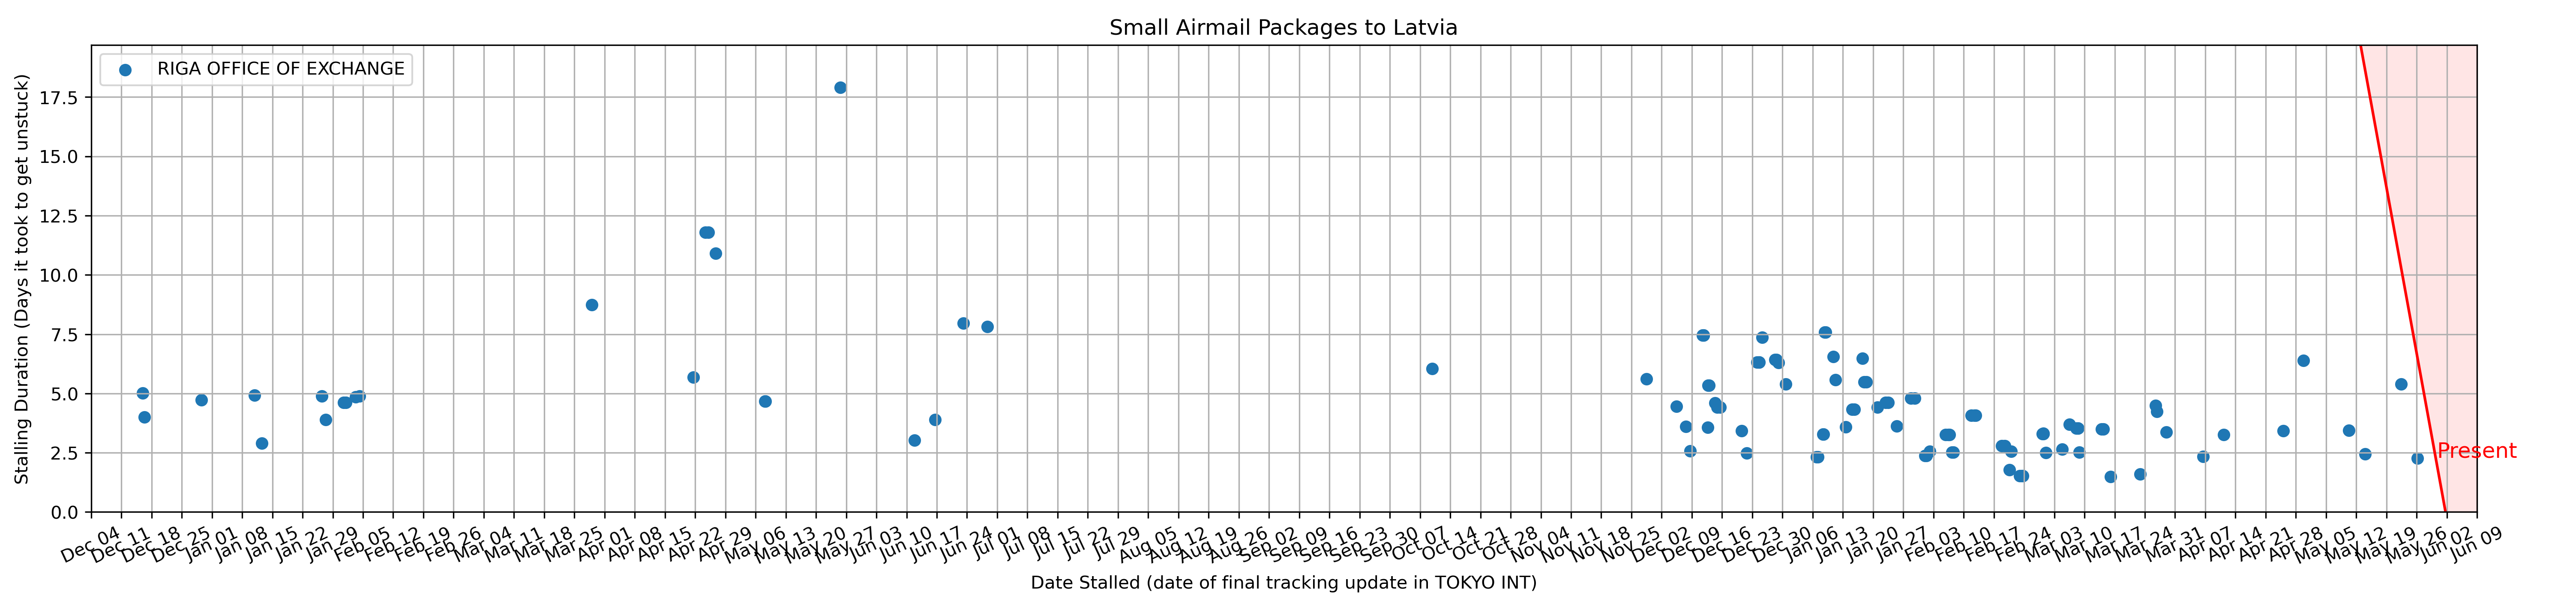 Small Airmail Packages to Latvia
RIGA OFFICE OF EXCHANGE
Stalling Duration (Days it took to get unstuck)
17.5
15.0
12.5
10.0
7.5
5.0
2.5
0.0
Present
Dec 04 Dec 11 Dec 18 Dec 25 Jan 01 Jan 08 Jan 15 Jan 22 Jan 29 Feb 05 Feb 12 Feb 19 Feb 26 Mar 04 Mar 11 Mar 18 Mar 25 Apr 01 Apr 08 Apr 15 Apr 22 Apr 29 May 06 May 13 May 20 May 27 Jun 03 Jun 10 Jun 17 Jun 24 Jul 01 Jul 08 Jul 15 Jul 22 Jul 29 Aug 05 Aug 12 Aug 19 Aug 26 Sep 02 Sep 09 Sep 16 Sep 23 Sep 30 Oct 07 Oct 14 Oct 21 Oct 28 Nov 04 Nov 11 Nov 18 Nov 25 Dec 02 Dec 09 Dec 16 Dec 23 Dec 30 Jan 06 Jan 13 Jan 20 Jan 27 Feb 03 Feb 10 Feb 17 Feb 24 Mar 03 Mar 10 Mar 17 Mar 24 Mar 31 Apr 07 Apr 14 Apr 21 Apr 28 May 05 May 12 May 19 May 26 Jun 02 Jun 09
Date Stalled (date of final tracking update in TOKYO INT)